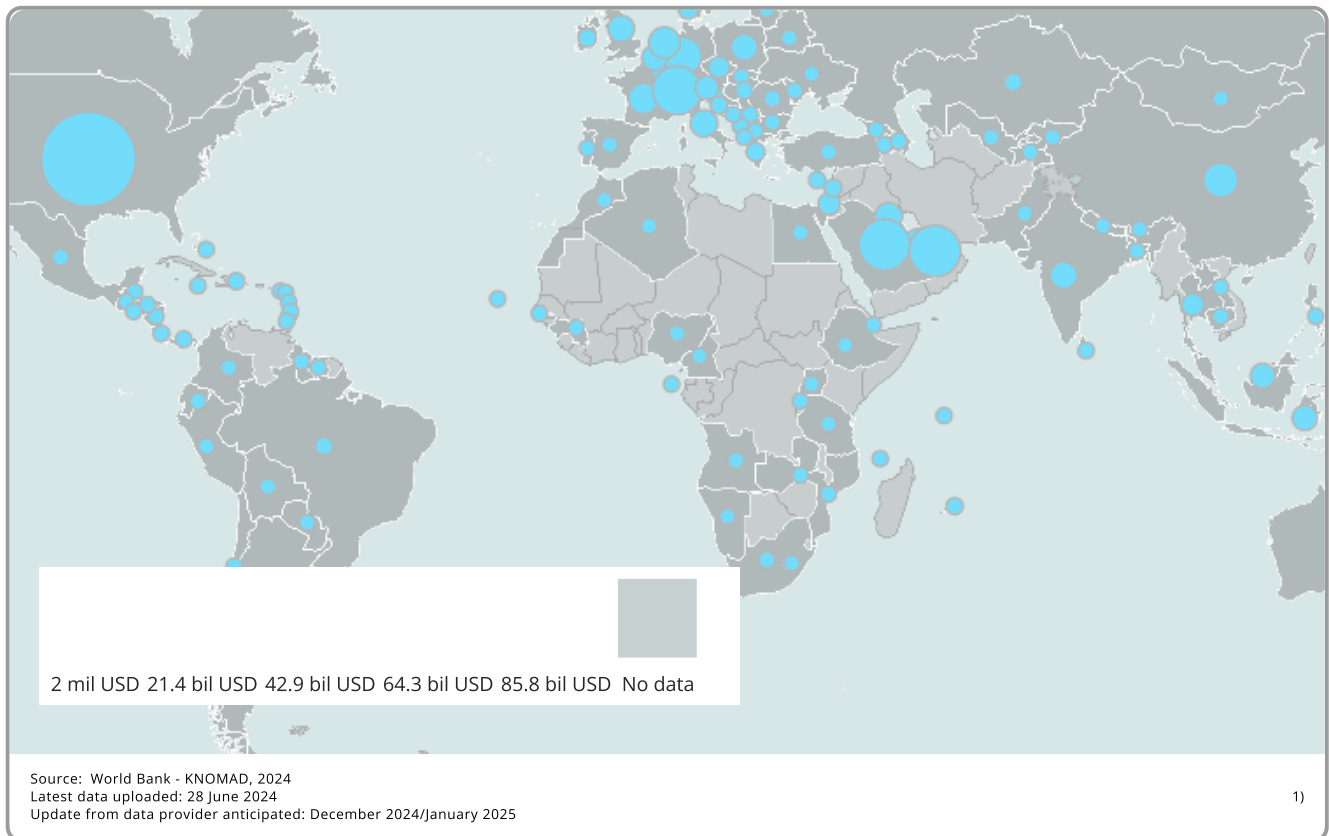 2 mil USD 21.4 bil USD 42.9 bil USD 64.3 bil USD 85.8 bil USD No data
Source: World Bank - KNOMAD, 2024
Latest data uploaded: 28 June 2024
1)
Update from data provider anticipated: December 2024/January 2025